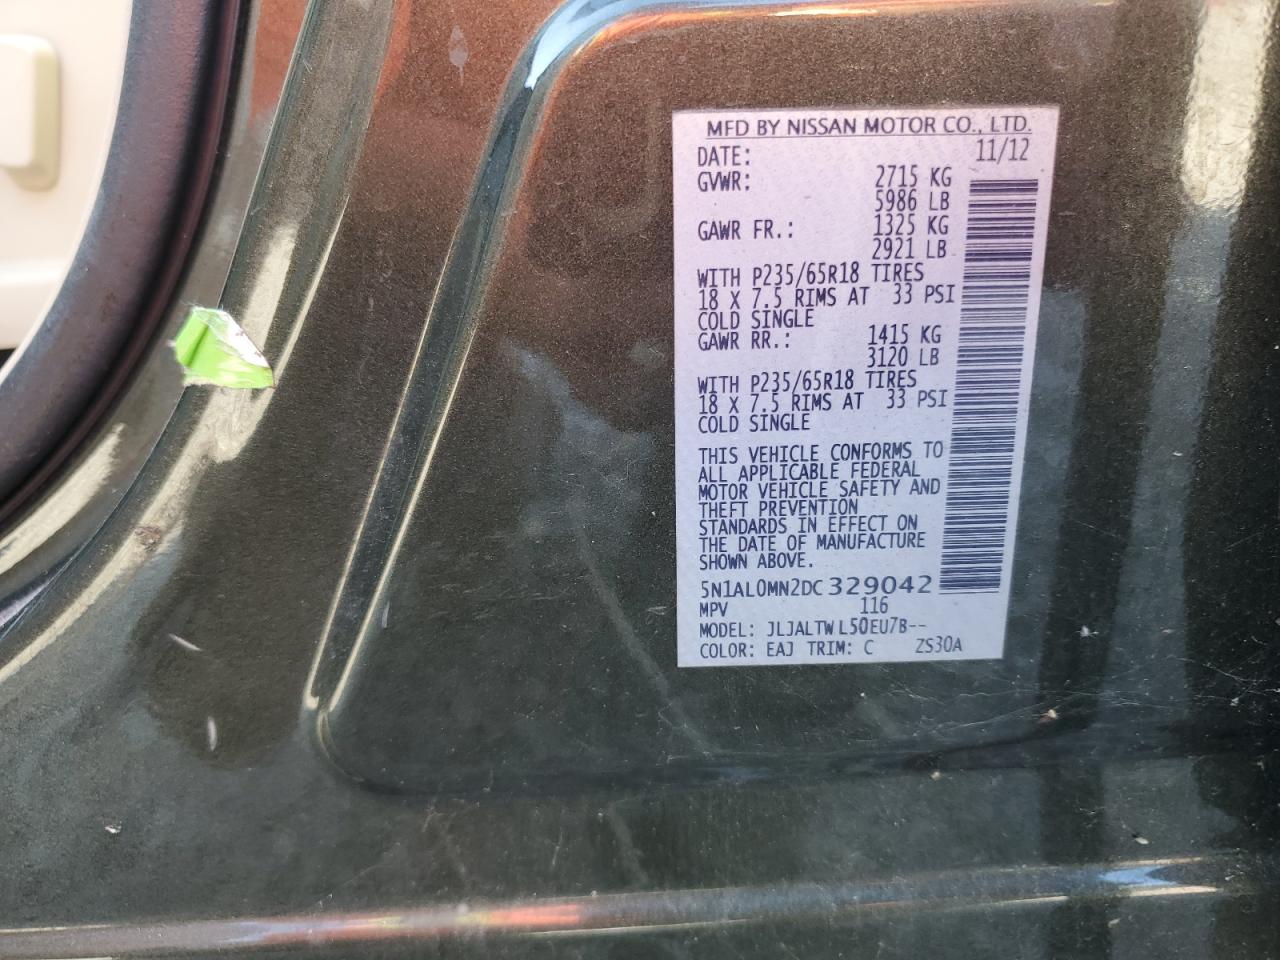 MFD BY NISSAN MOTOR CO., LTD.
DATE: 11/12
GVWR: 2715 KG
5986 LB
GAWR FR.: 1325 KG
2921 LB
WITH P235/65R18 TIRES
18 X 7.5 RIMS AT 33 PSI
COLD SINGLE
GAWR RR.: 1415 KG
3120 LB
WITH P235/65R18 TIRES
18 X 7.5 RIMS AT 33 PSI
COLD SINGLE
THIS VEHICLE CONFORMS TO
ALL APPLICABLE FEDERAL
MOTOR VEHICLE SAFETY AND
THEFT PREVENTION
STANDARDS IN EFFECT ON
THE DATE OF MANUFACTURE
SHOWN ABOVE.
5N1AL0MN2DC329042
MPV 116
MODEL: JLJALTWL50EU7B--
COLOR: EAJ TRIM: C ZS30A